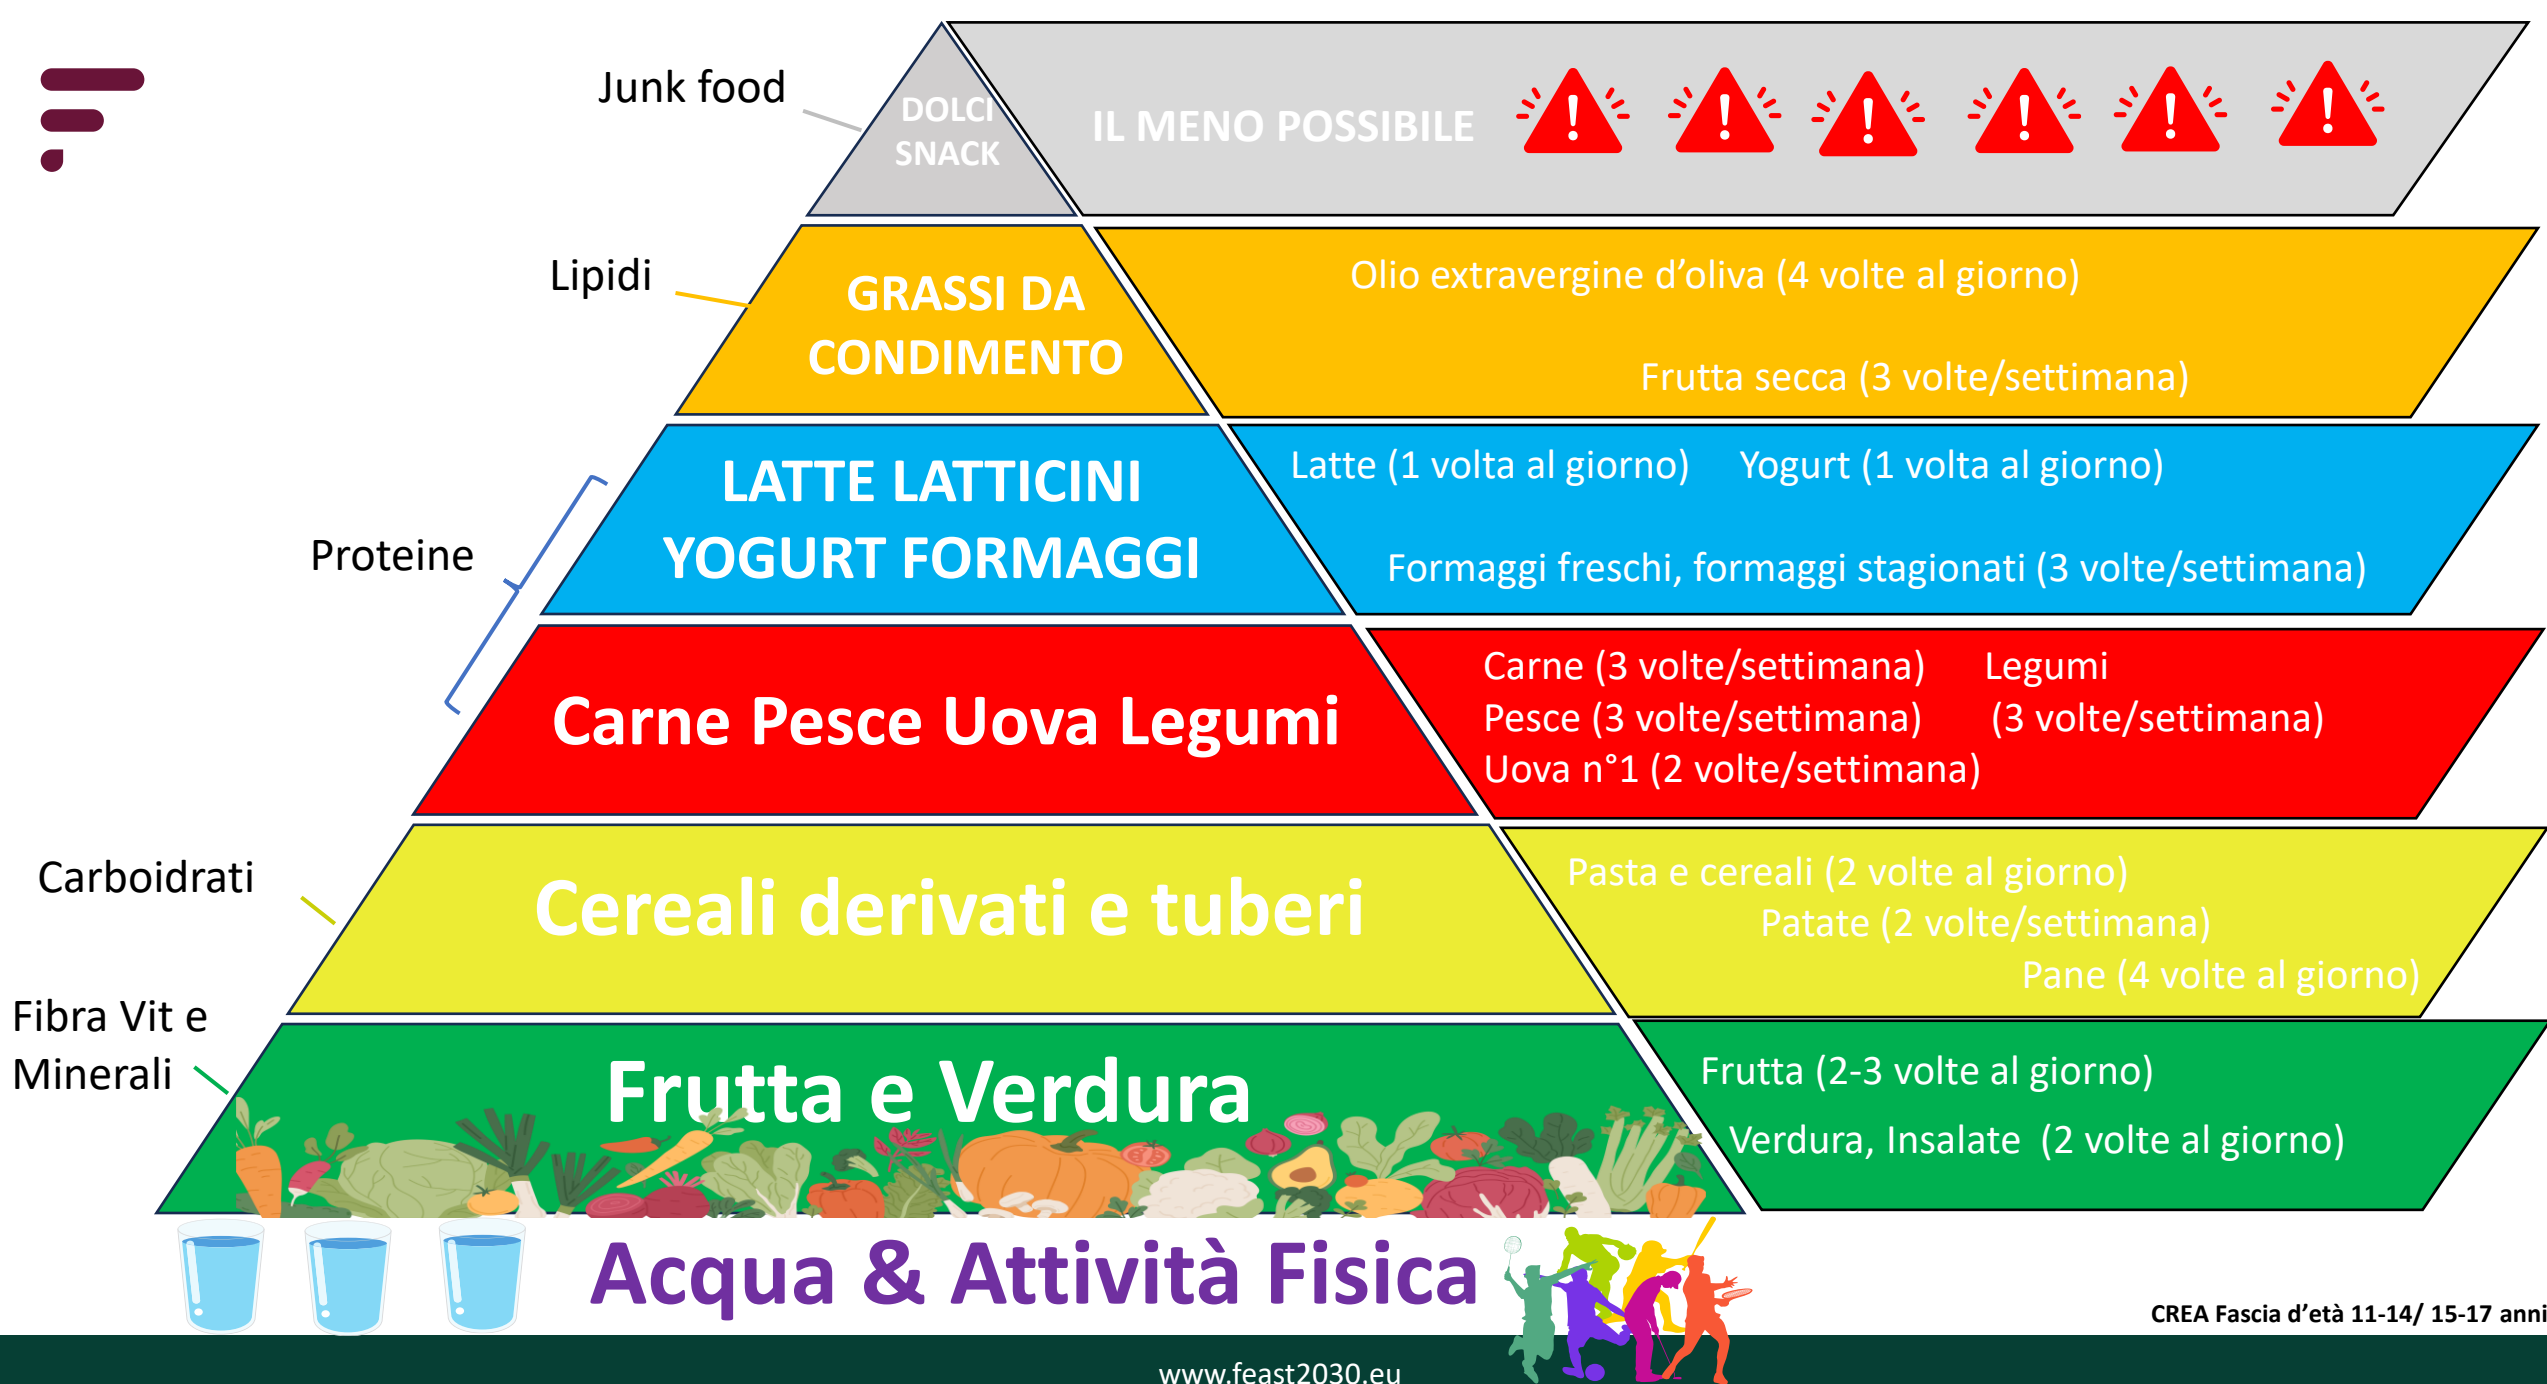 Junk food
DOLCI
SNACK
IL MENO POSSIBILE
Lipidi
GRASSI DA
CONDIMENTO
Olio extravergine d'oliva (4 volte al giorno)
Frutta secca (3 volte/settimana)
Proteine
LATTE LATTICINI
YOGURT FORMAGGI
Latte (1 volta al giorno) Yogurt (1 volta al giorno)
Formaggi freschi, formaggi stagionati (3 volte/settimana)
Carne Pesce Uova Legumi
Carne (3 volte/settimana) Legumi
Pesce (3 volte/settimana) (3 volte/settimana)
Uova n°1 (2 volte/settimana)
Carboidrati
Cereali derivati e tuberi
Pasta e cereali (2 volte al giorno)
Patate (2 volte/settimana)
Pane (4 volte al giorno)
Fibra Vit e
Minerali
Frutta e Verdura
Frutta (2-3 volte al giorno)
Verdura, Insalate (2 volte al giorno)
Acqua & Attività Fisica
CREA Fascia d'età 11-14/ 15-17 anni
www.feast2030.eu